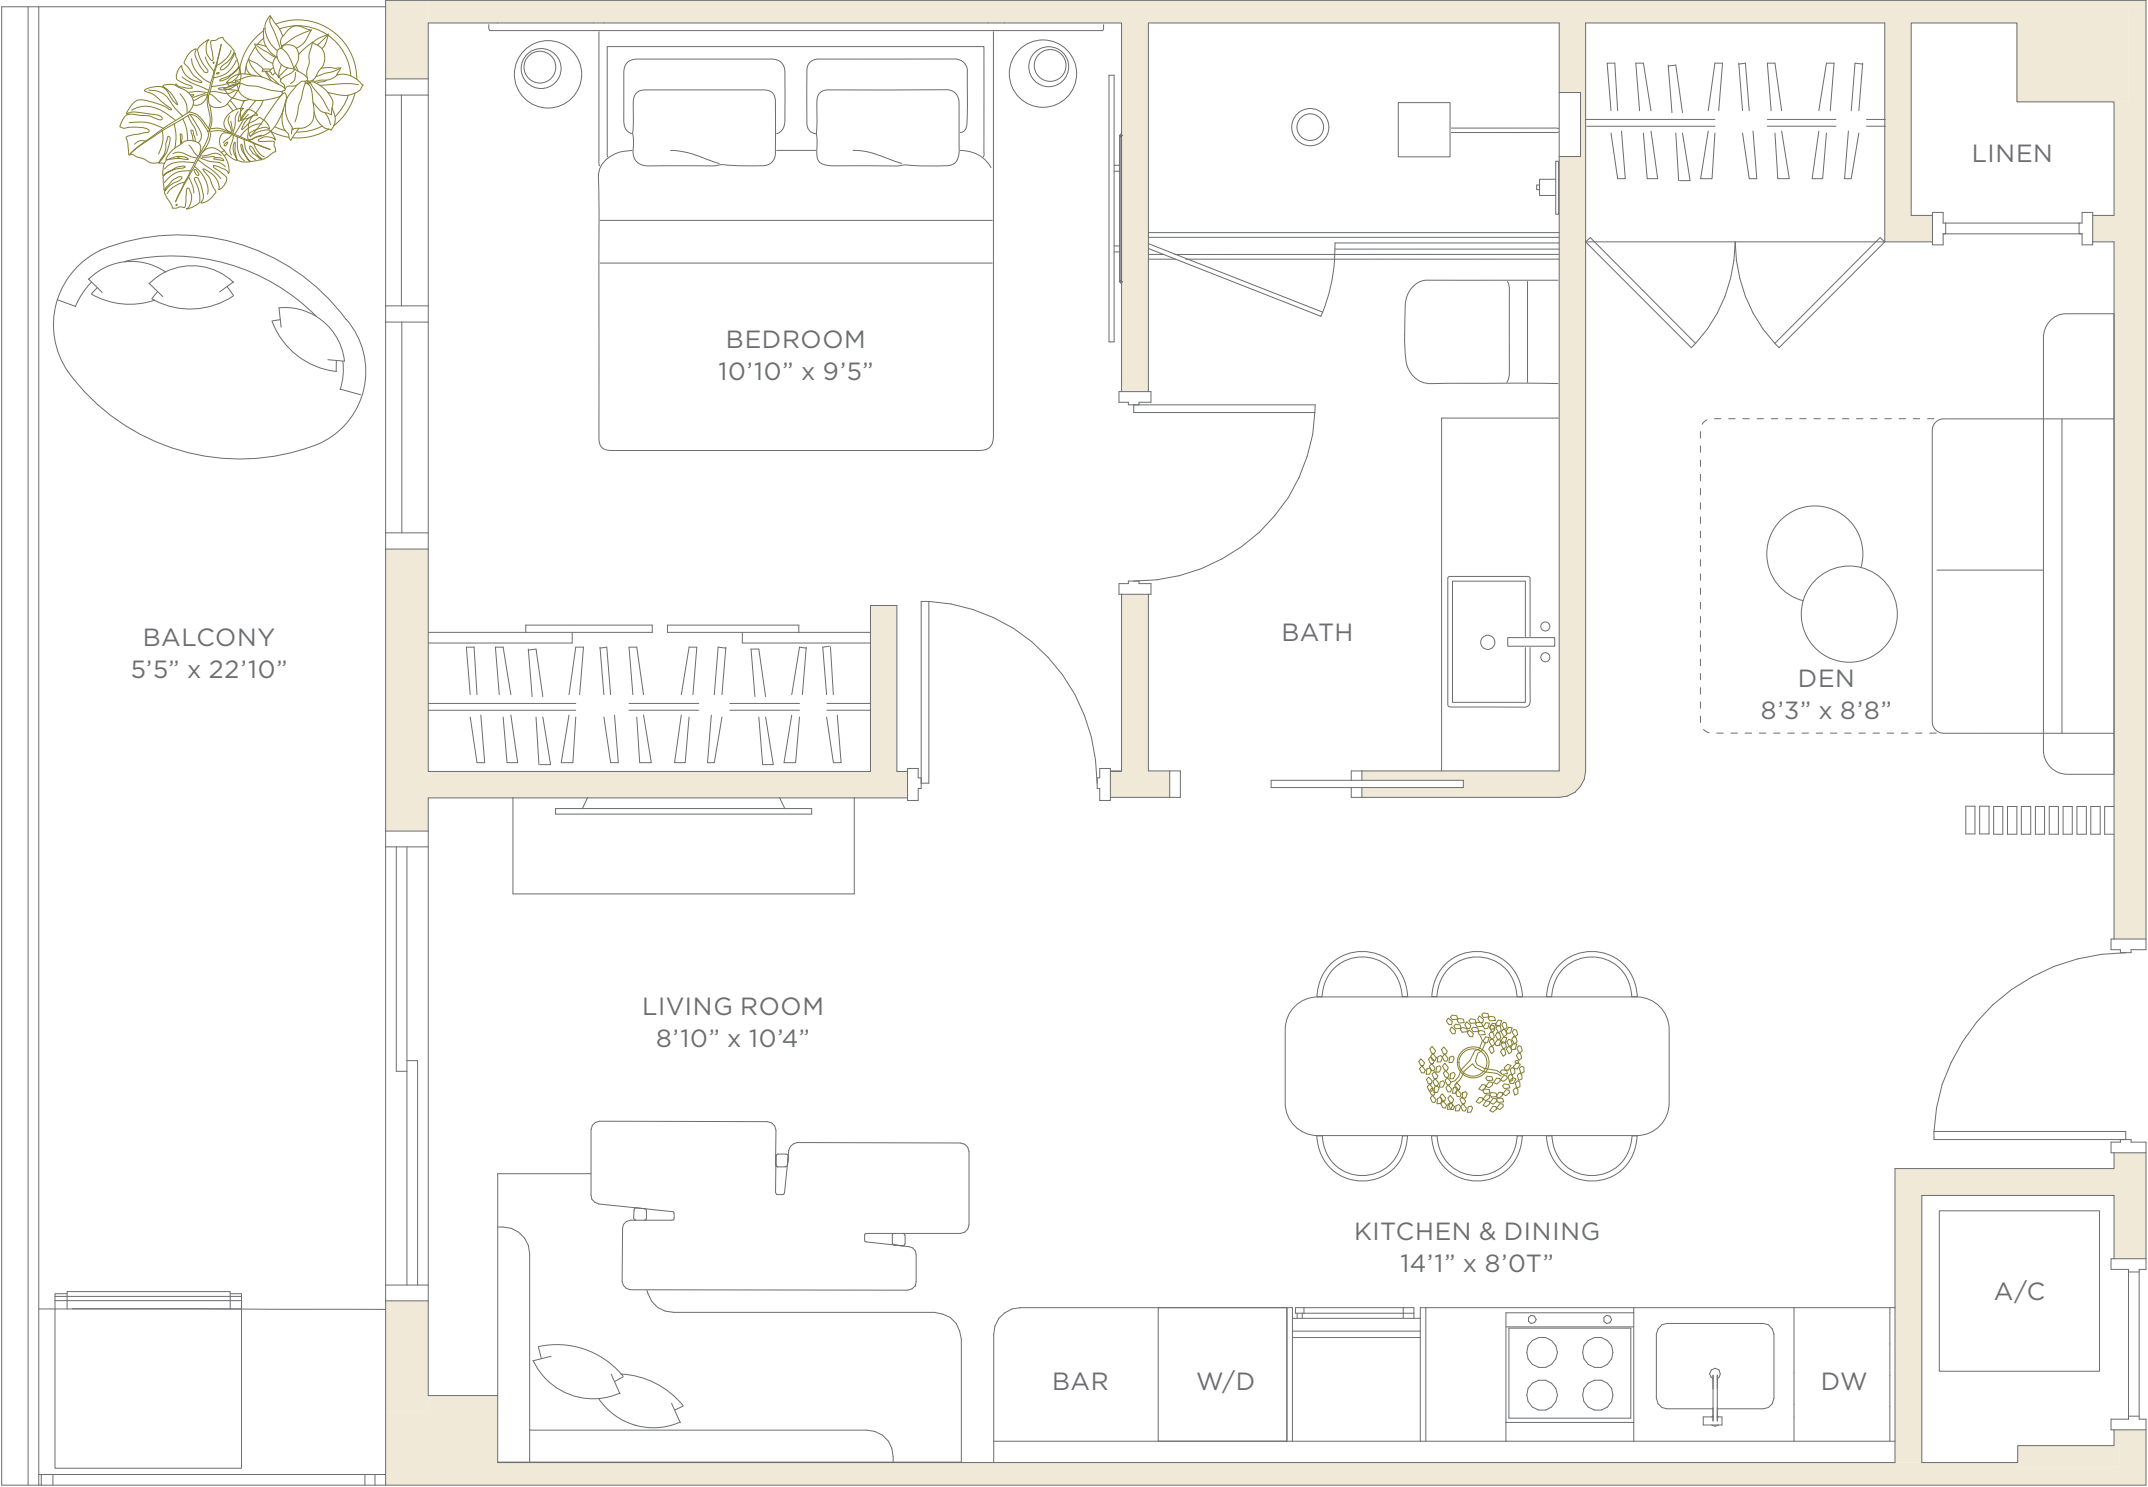 LINEN
BEDROOM
10’10” x 9’5”
BALCONY
5’5” x 22’10”
BATH
DEN
8’3” x 8’8”
LIVING ROOM
8’10” x 10’4”
KITCHEN & DINING
14’1” x 8’0T”
A/C
BAR
W/D
DW